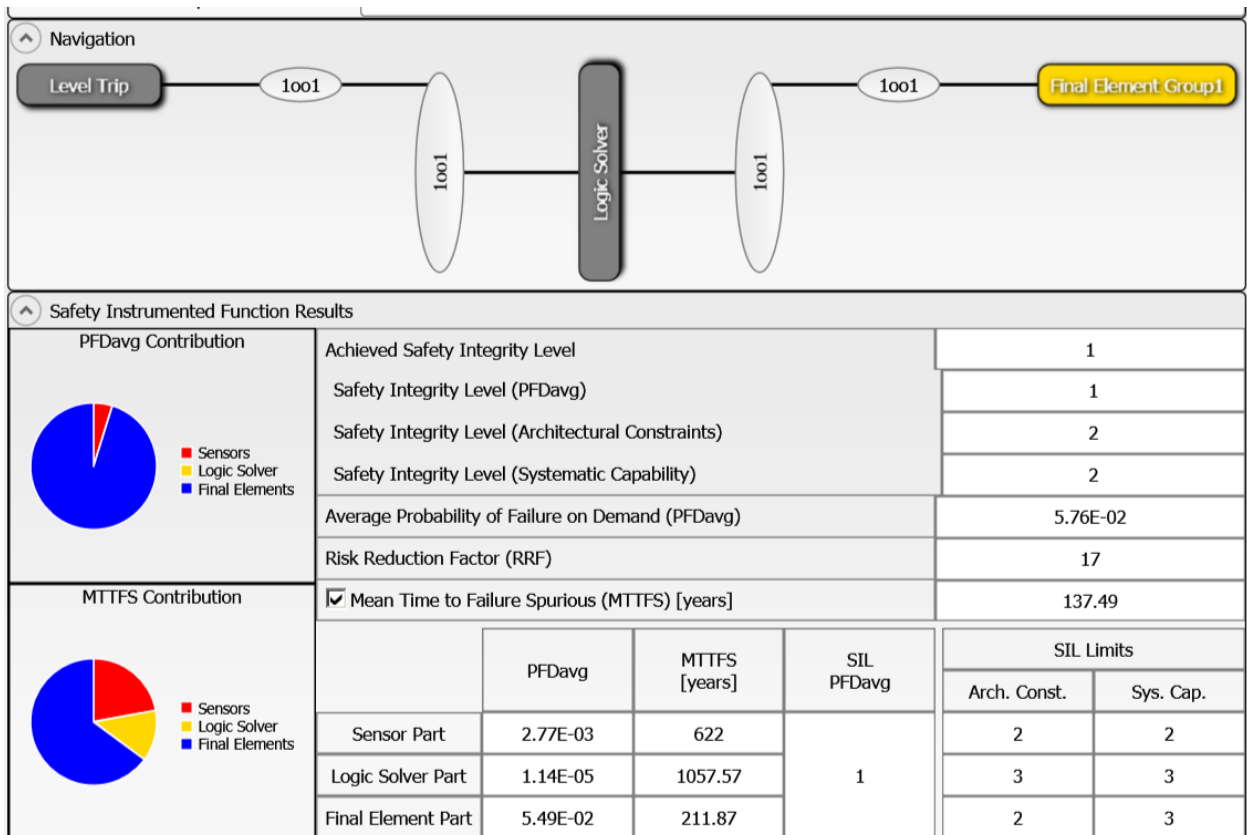 Navigation
Level Trip
1oo1
1oo1
Logic Solver
1oo1
1oo1
Final Element Group1
Safety Instrumented Function Results
PFDavg Contribution
Sensors
Logic Solver
Final Elements
MTTFS Contribution
Sensors
Logic Solver
Final Elements
Achieved Safety Integrity Level 1
Safety Integrity Level (PFDavg) 1
Safety Integrity Level (Architectural Constraints) 2
Safety Integrity Level (Systematic Capability) 2
Average Probability of Failure on Demand (PFDavg) 5.76E-02
Risk Reduction Factor (RRF) 17
Mean Time to Failure Spurious (MTTFS) [years] 137.49
PFDavg MTTFS [years] SIL PFDavg SIL Limits
Arch. Const. Sys. Cap.
Sensor Part 2.77E-03 622 2 2
Logic Solver Part 1.14E-05 1057.57 1 3 3
Final Element Part 5.49E-02 211.87 2 3